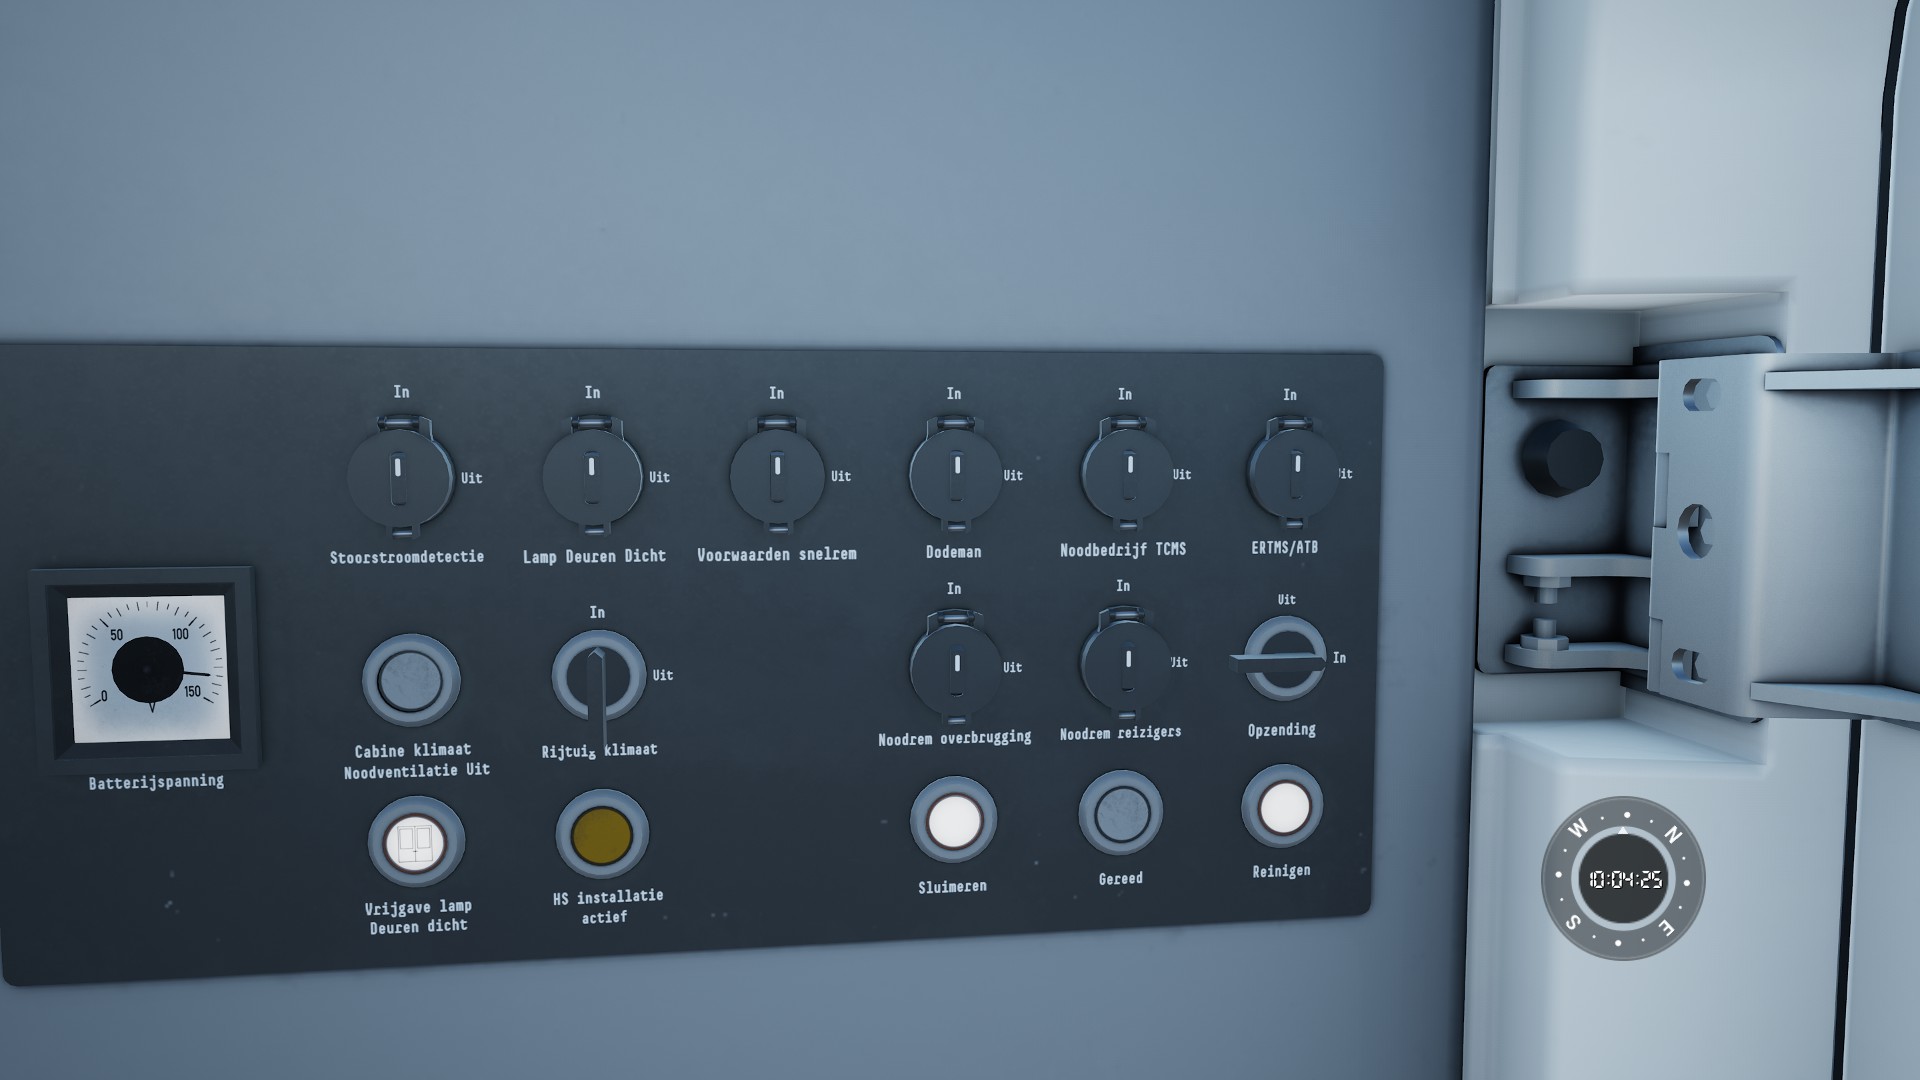 In In In In In In
Uit Uit Uit Uit Uit Uit
Stoorstroomdetectie Lamp Deuren Dicht Voorwaarden snelrem Dodeman Noodbedrijf TCMS ERTMS/ATB
In In In Uit
Uit Uit Uit In
50 100
0 150
Batterijspanning
Cabine klimaat
Noodventilatie Uit
Rijtuig klimaat
Noodrem overbrugging Noodrem reizigers Opzending
Vrijgave lamp
Deuren dicht
HS installatie
actief
Sluimeren Gereed Reinigen
W N
10:04:25
S E